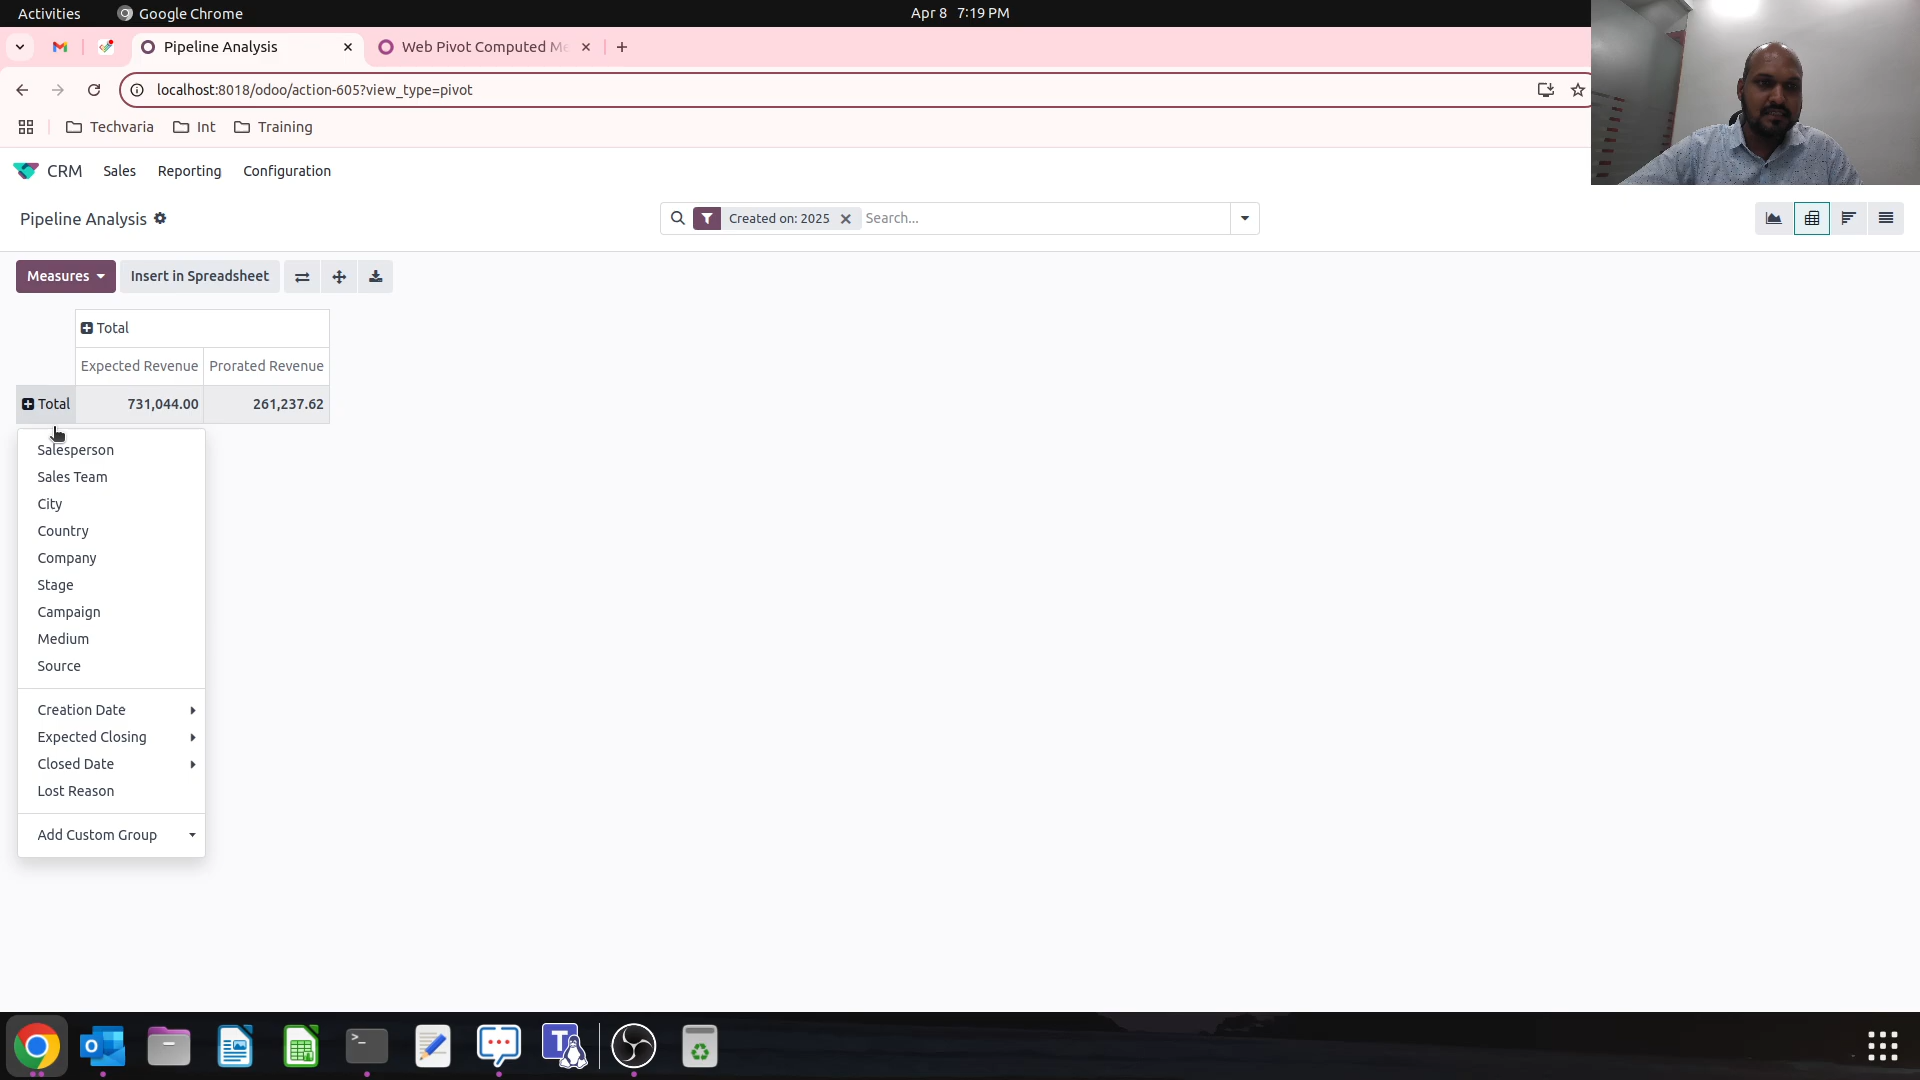 Activities
Google Chrome
Apr 8 7:19 PM
Pipeline Analysis
Web Pivot Computed Me
localhost:8018/odoo/action-605?view_type=pivot
Techvaria
Int
Training
CRM
Sales
Reporting
Configuration
Pipeline Analysis
Created on: 2025
Search...
Measures
Insert in Spreadsheet
Total
Expected Revenue
Prorated Revenue
Total
731,044.00
261,237.62
Salesperson
Sales Team
City
Country
Company
Stage
Campaign
Medium
Source
Creation Date
Expected Closing
Closed Date
Lost Reason
Add Custom Group